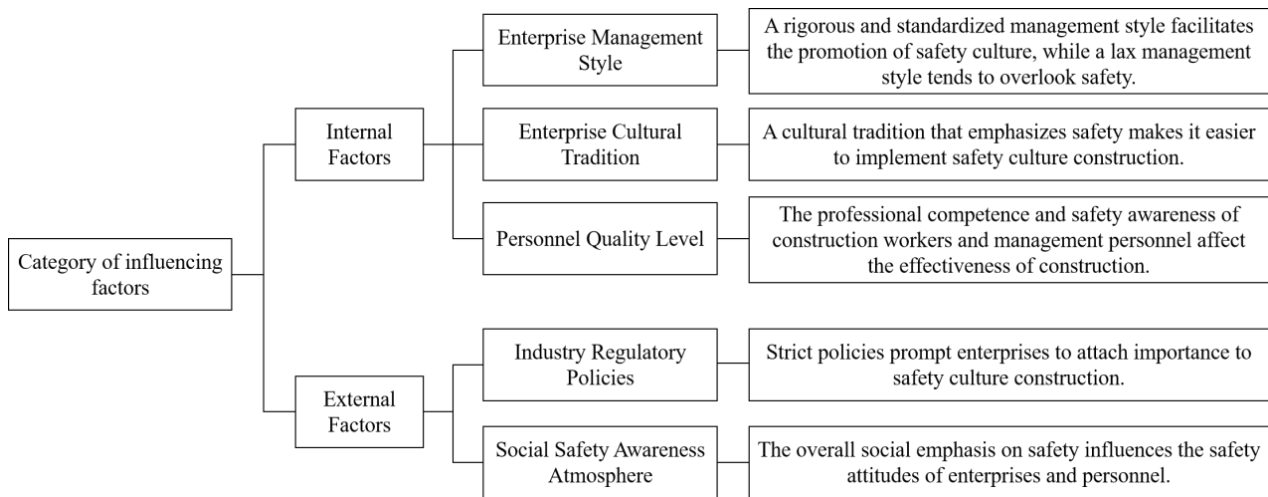 Category of influencing
factors
Internal
Factors
Enterprise Management
Style
A rigorous and standardized management style facilitates
the promotion of safety culture, while a lax management
style tends to overlook safety.
Enterprise Cultural
Tradition
A cultural tradition that emphasizes safety makes it easier
to implement safety culture construction.
Personnel Quality Level
The professional competence and safety awareness of
construction workers and management personnel affect
the effectiveness of construction.
External
Factors
Industry Regulatory
Policies
Strict policies prompt enterprises to attach importance to
safety culture construction.
Social Safety Awareness
Atmosphere
The overall social emphasis on safety influences the safety
attitudes of enterprises and personnel.